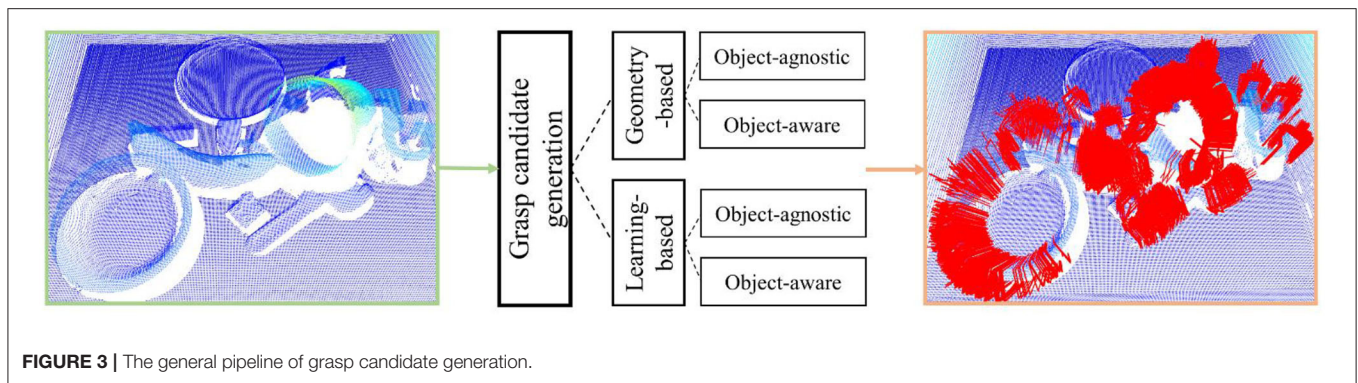 Grasp candidate
generation
Geometry
-based
Object-agnostic
Object-aware
Learning-
based
Object-agnostic
Object-aware
FIGURE 3 | The general pipeline of grasp candidate generation.